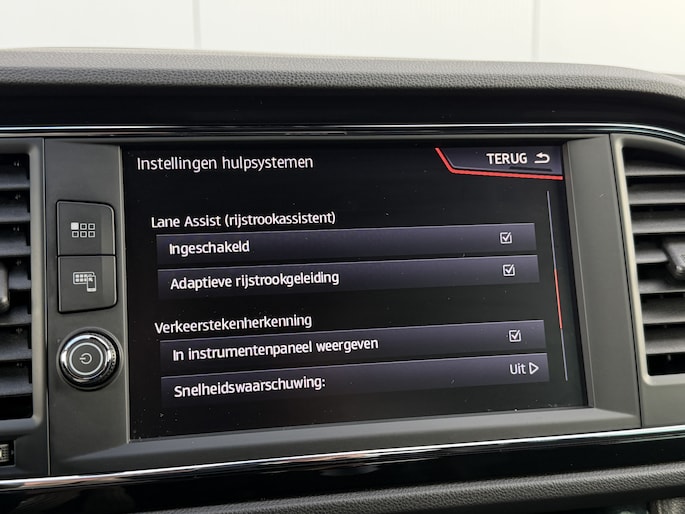 Instellingen hulpsystemen
TERUG
Lane Assist (rijstrookassistent)
Ingeschakeld
Adaptieve rijstrookgeleiding
Verkeerstekenherkenning
In instrumentenpaneel weergeven
Snelheidswaarschuwing:
Uit